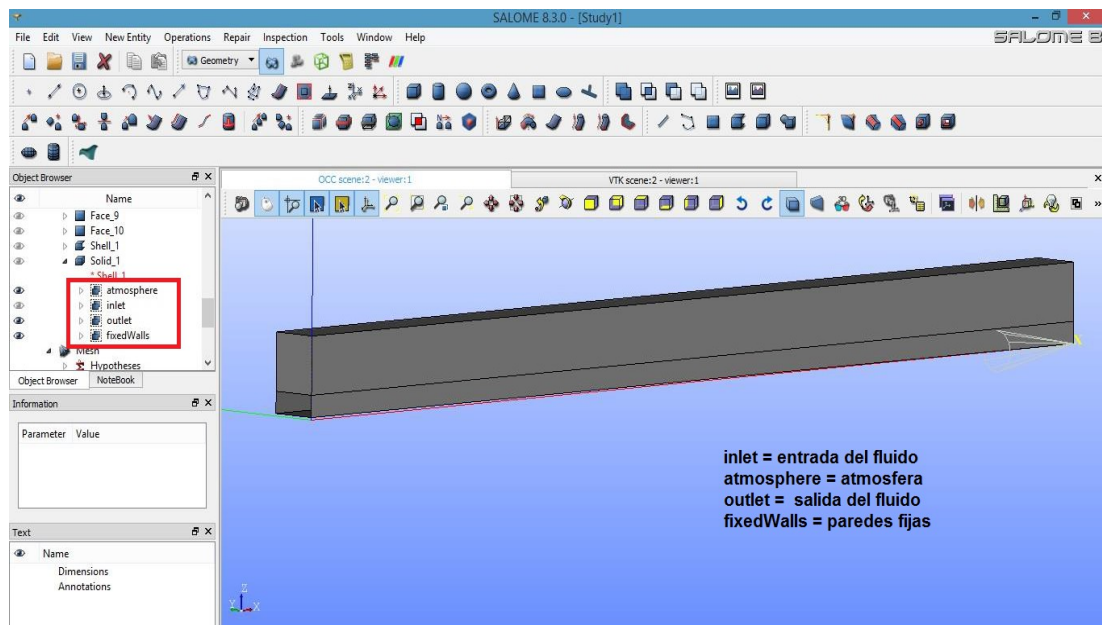 SALOME 8.3.0 - [Study1]
File Edit View New Entity Operations Repair Inspection Tools Window Help
SALOME 8
Geometry
Object Browser
OCC scene:2 - viewer:1
VTK scene:2 - viewer:1
Name
Face_9
Face_10
Shell_1
Solid_1
* Shell_1
atmosphere
inlet
outlet
fixedWalls
Mesh
Hypotheses
Object Browser
NoteBook
Information
Parameter Value
Text
Name
Dimensions
Annotations
X
inlet = entrada del fluido
atmosphere = atmosfera
outlet = salida del fluido
fixedWalls = paredes fijas
Z
Y
X